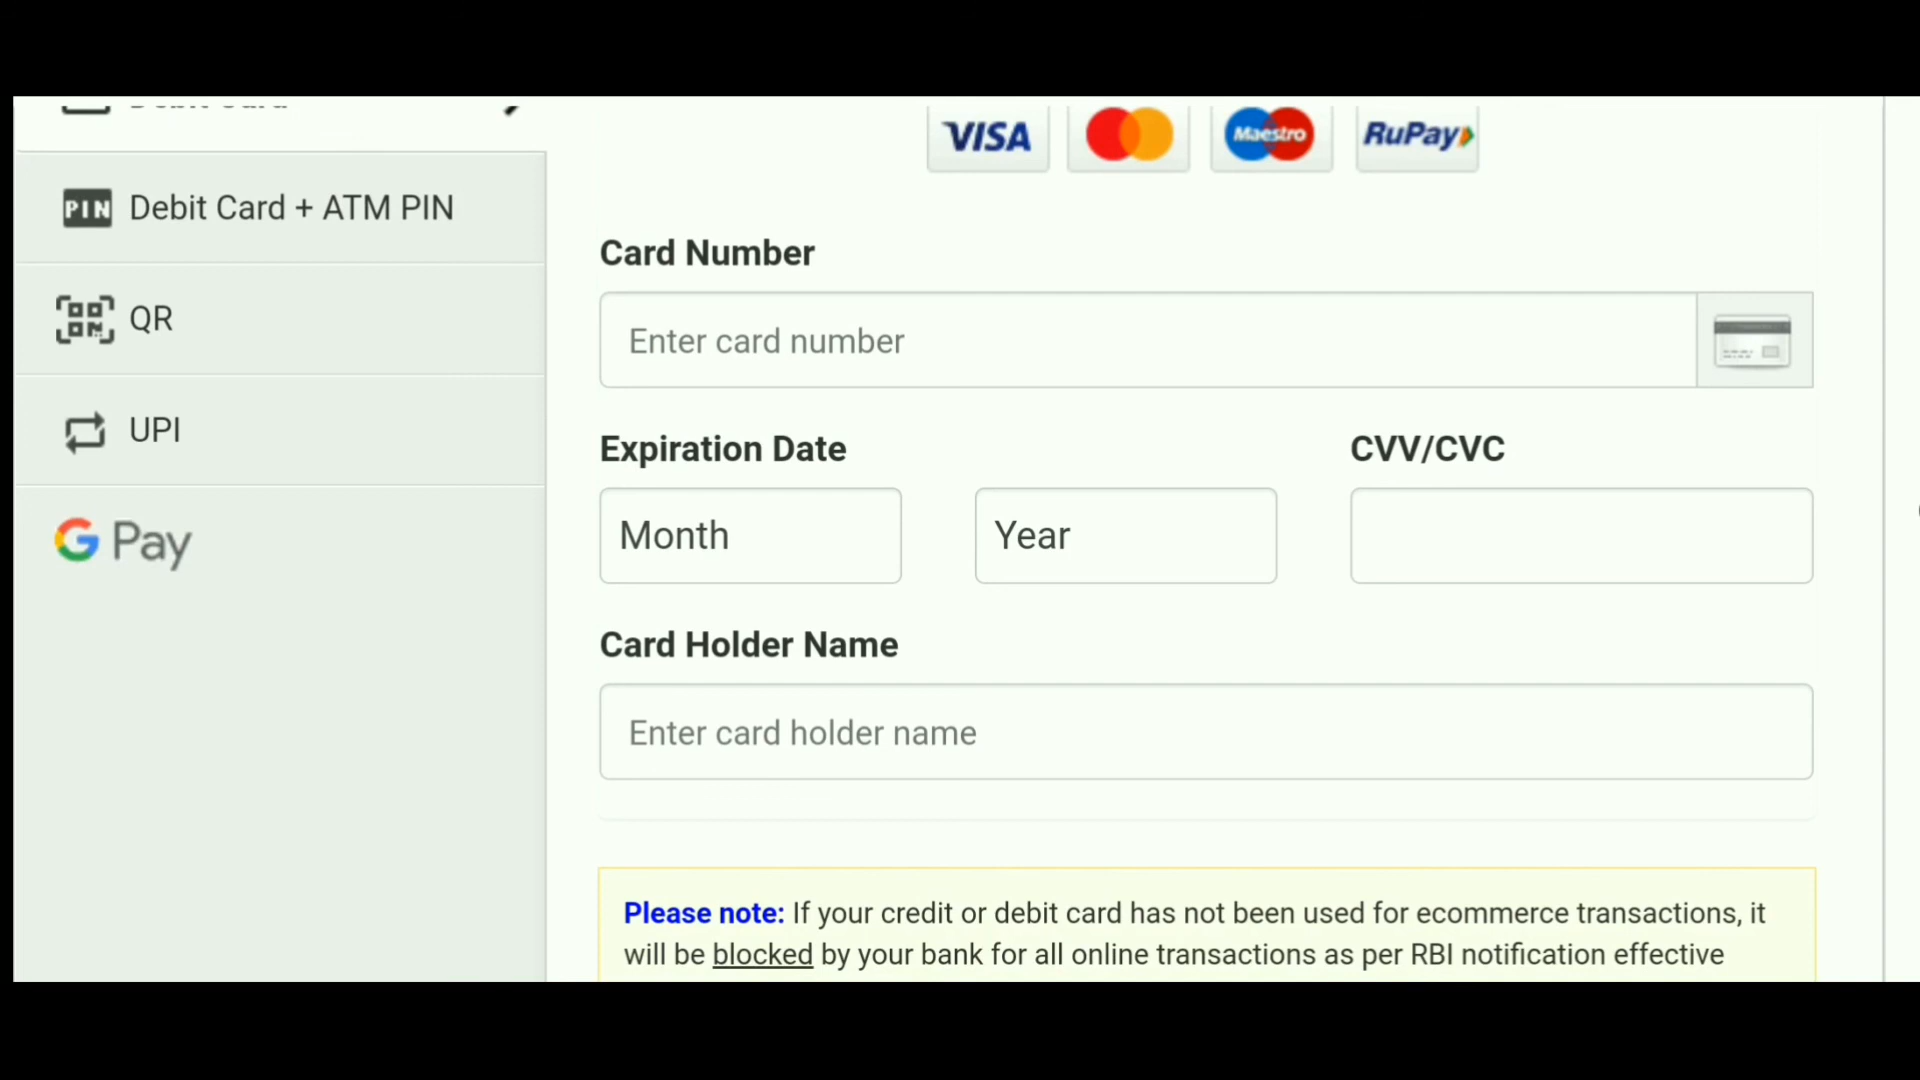 VISA
Maestro
RuPay
PIN Debit Card + ATM PIN
QR
UPI
G Pay
Card Number
Enter card number
Expiration Date
CVV/CVC
Month
Year
Card Holder Name
Enter card holder name
Please note: If your credit or debit card has not been used for ecommerce transactions, it
will be blocked by your bank for all online transactions as per RBI notification effective